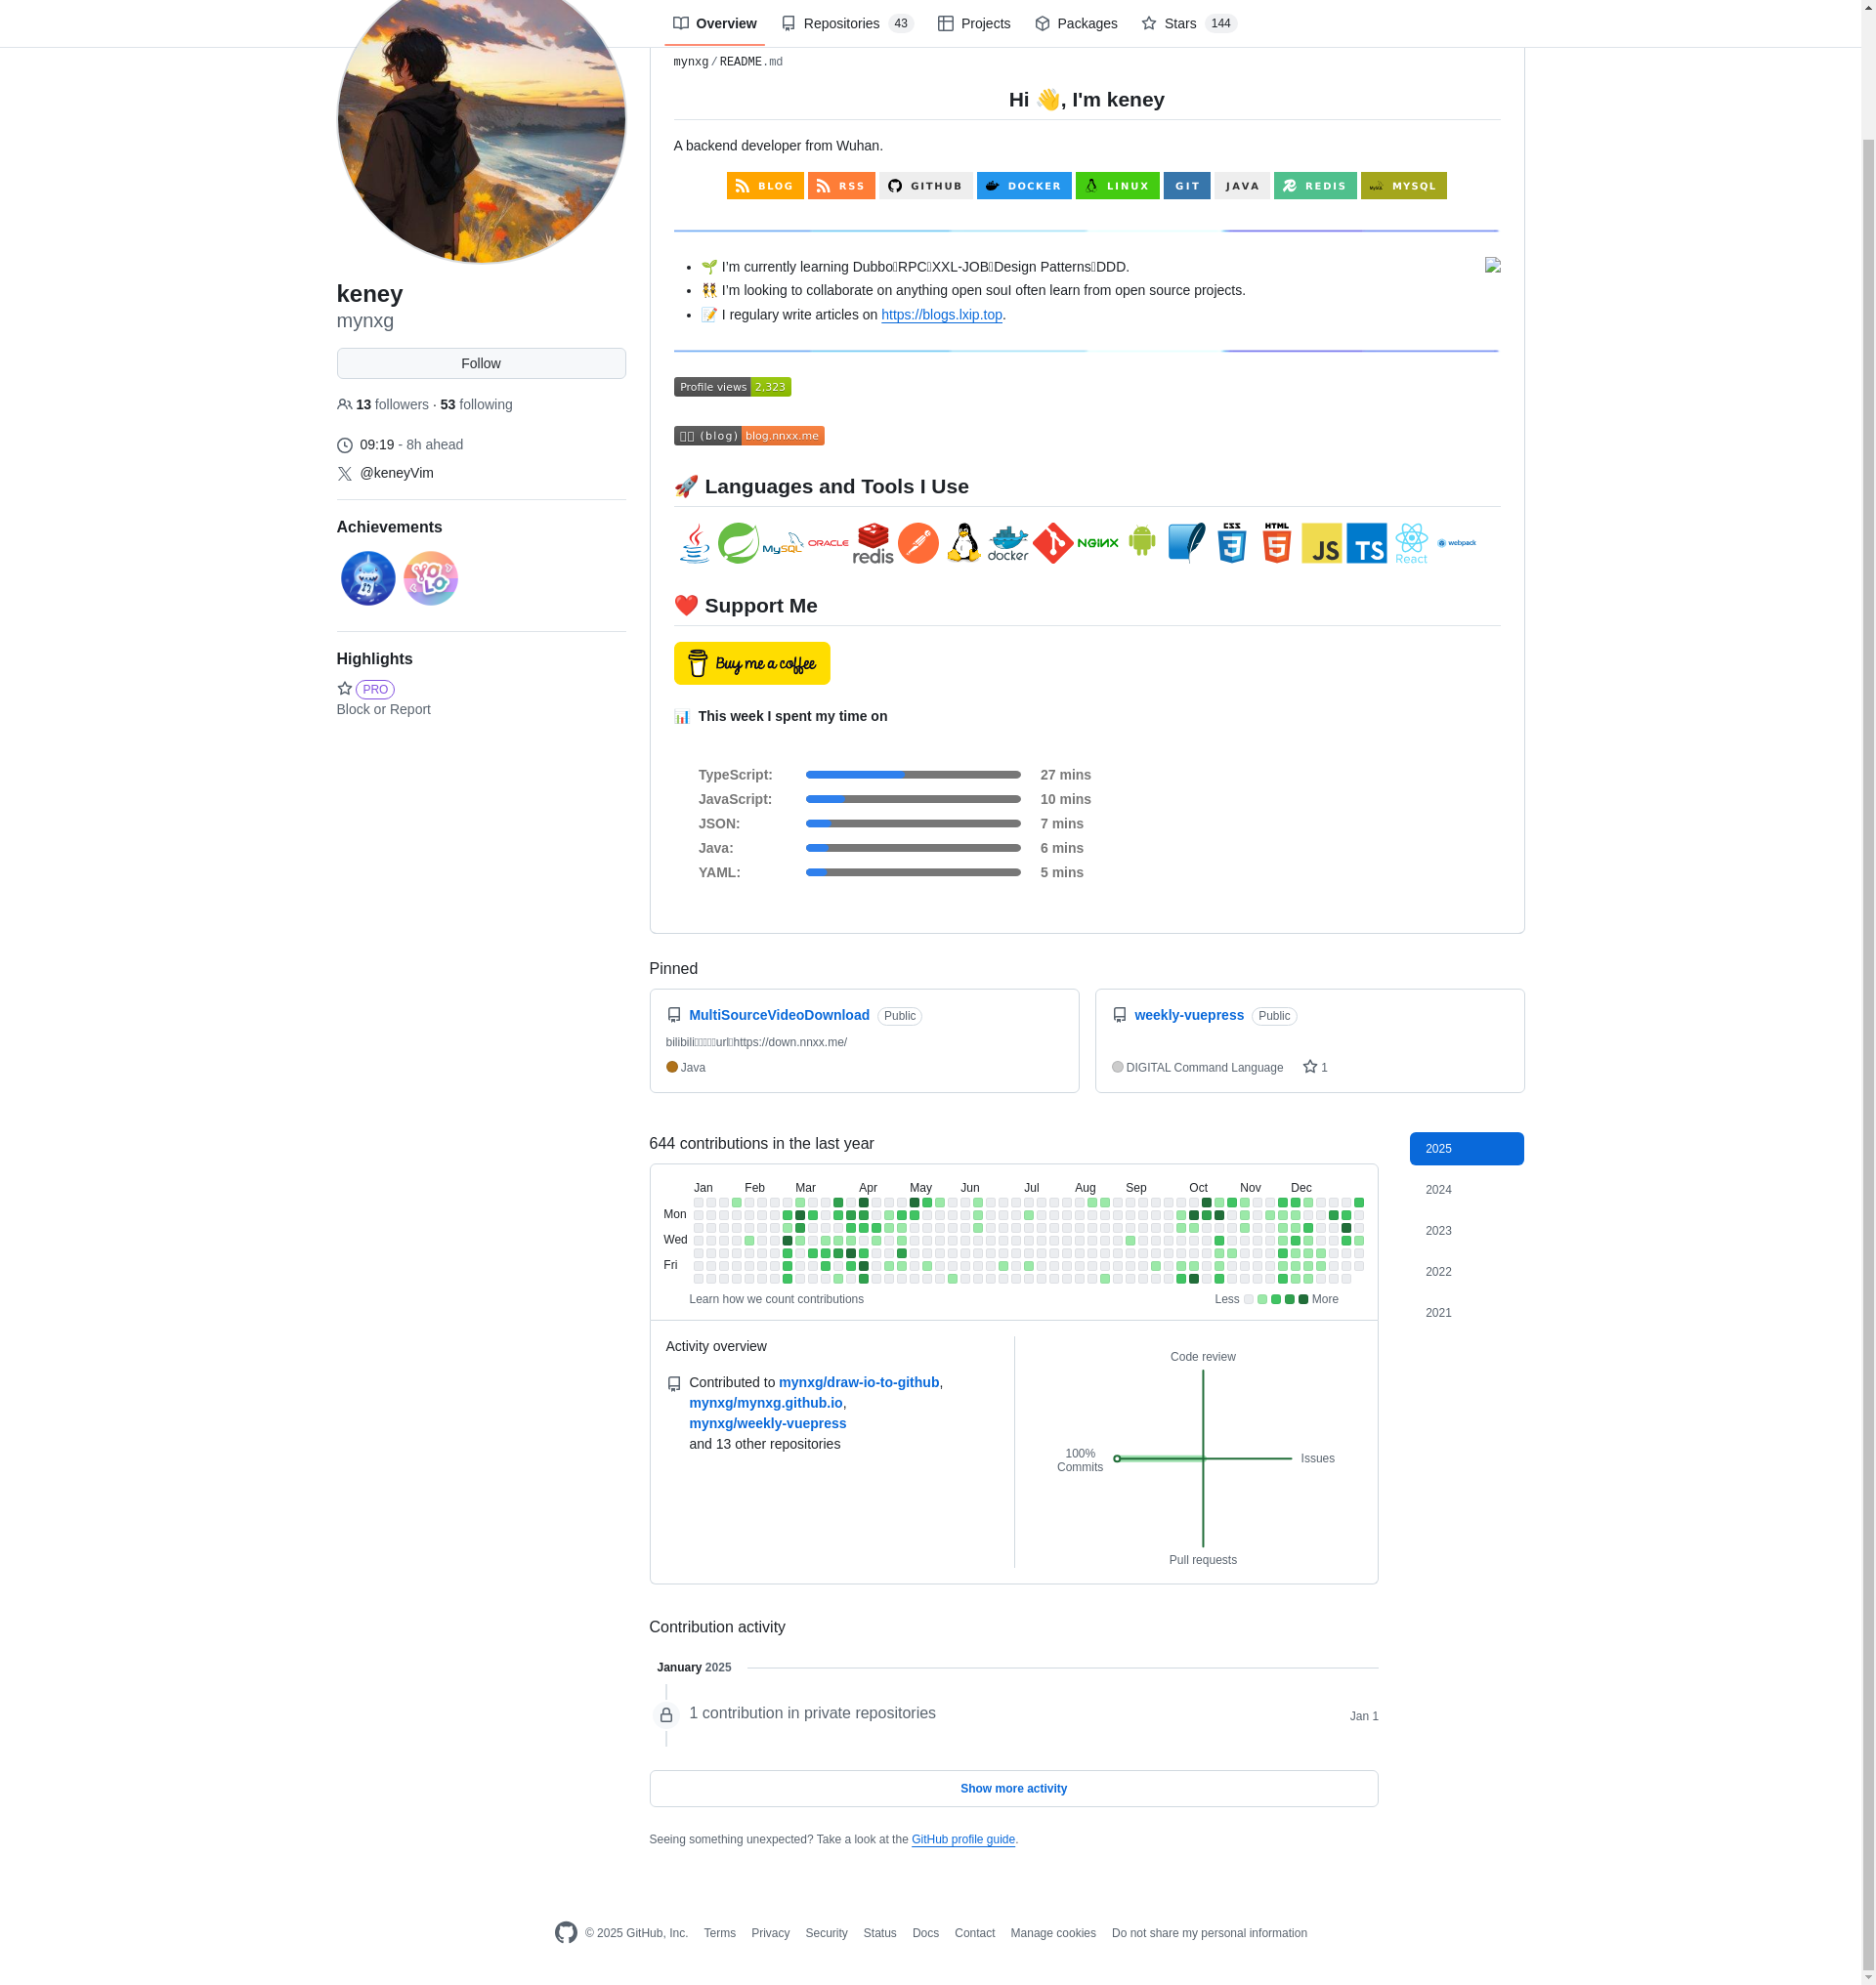 Overview
Repositories 43
Projects
Packages
Stars 144
keney
mynxg
Follow
13 followers · 53 following
09:19 - 8h ahead
@keneyVim
Achievements
YOLO
Highlights
PRO
Block or Report
mynxg / README.md
Hi 👋, I'm keney
A backend developer from Wuhan.
BLOG RSS GITHUB DOCKER LINUX GIT JAVA REDIS MYSQL
🌱 I'm currently learning Dubbo▯RPC▯XXL-JOB▯Design Patterns▯DDD.
👯 I'm looking to collaborate on anything open souI often learn from open source projects.
📝 I regulary write articles on https://blogs.lxip.top.
Profile views 2,323
▯▯ (blog) blog.nnxx.me
🚀 Languages and Tools I Use
Java MySQL ORACLE redis docker NGINX CSS 3 HTML 5 JS TS React webpack
❤️ Support Me
Buy me a coffee
📊 This week I spent my time on
TypeScript: 27 mins
JavaScript: 10 mins
JSON: 7 mins
Java: 6 mins
YAML: 5 mins
Pinned
MultiSourceVideoDownload Public
bilibili▯▯▯▯▯url▯https://down.nnxx.me/
Java
weekly-vuepress Public
DIGITAL Command Language 1
644 contributions in the last year
Jan Feb Mar Apr May Jun Jul Aug Sep Oct Nov Dec
Mon
Wed
Fri
Learn how we count contributions
Less More
2025
2024
2023
2022
2021
Activity overview
Contributed to mynxg/draw-io-to-github,
mynxg/mynxg.github.io,
mynxg/weekly-vuepress
and 13 other repositories
Code review
100%
Commits
Issues
Pull requests
Contribution activity
January 2025
1 contribution in private repositories
Jan 1
Show more activity
Seeing something unexpected? Take a look at the GitHub profile guide.
© 2025 GitHub, Inc. Terms Privacy Security Status Docs Contact Manage cookies Do not share my personal information